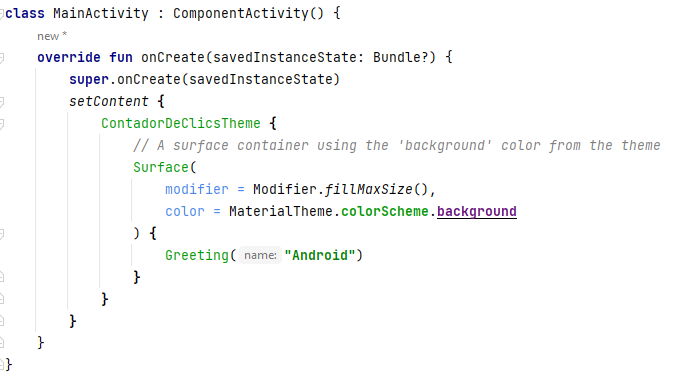 class MainActivity : ComponentActivity() {
new *
override fun onCreate(savedInstanceState: Bundle?) {
super.onCreate(savedInstanceState)
setContent {
ContadorDeClicsTheme {
// A surface container using the 'background' color from the theme
Surface(
modifier = Modifier.fillMaxSize(),
color = MaterialTheme.colorScheme.background
) {
Greeting( name: "Android")
}
}
}
}
}